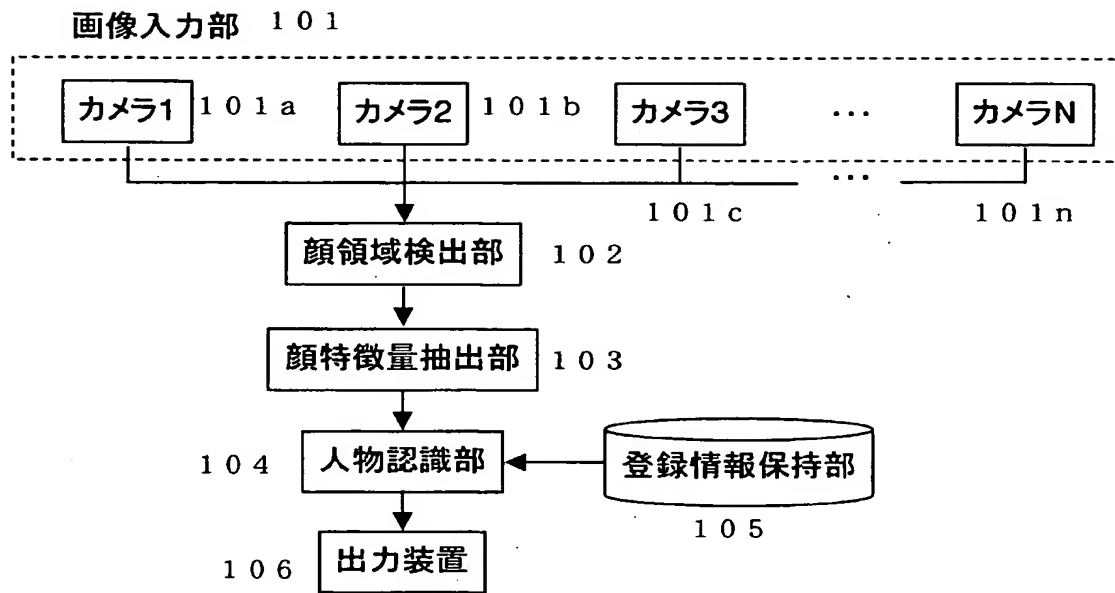 画像入力部 １０１
カメラ1 １０１ａ カメラ2 １０１ｂ カメラ3 ・・・ カメラN
・・・
１０１ｃ １０１ｎ
顔領域検出部 １０２
顔特徴量抽出部 １０３
１０４ 人物認識部 登録情報保持部
１０５
１０６ 出力装置